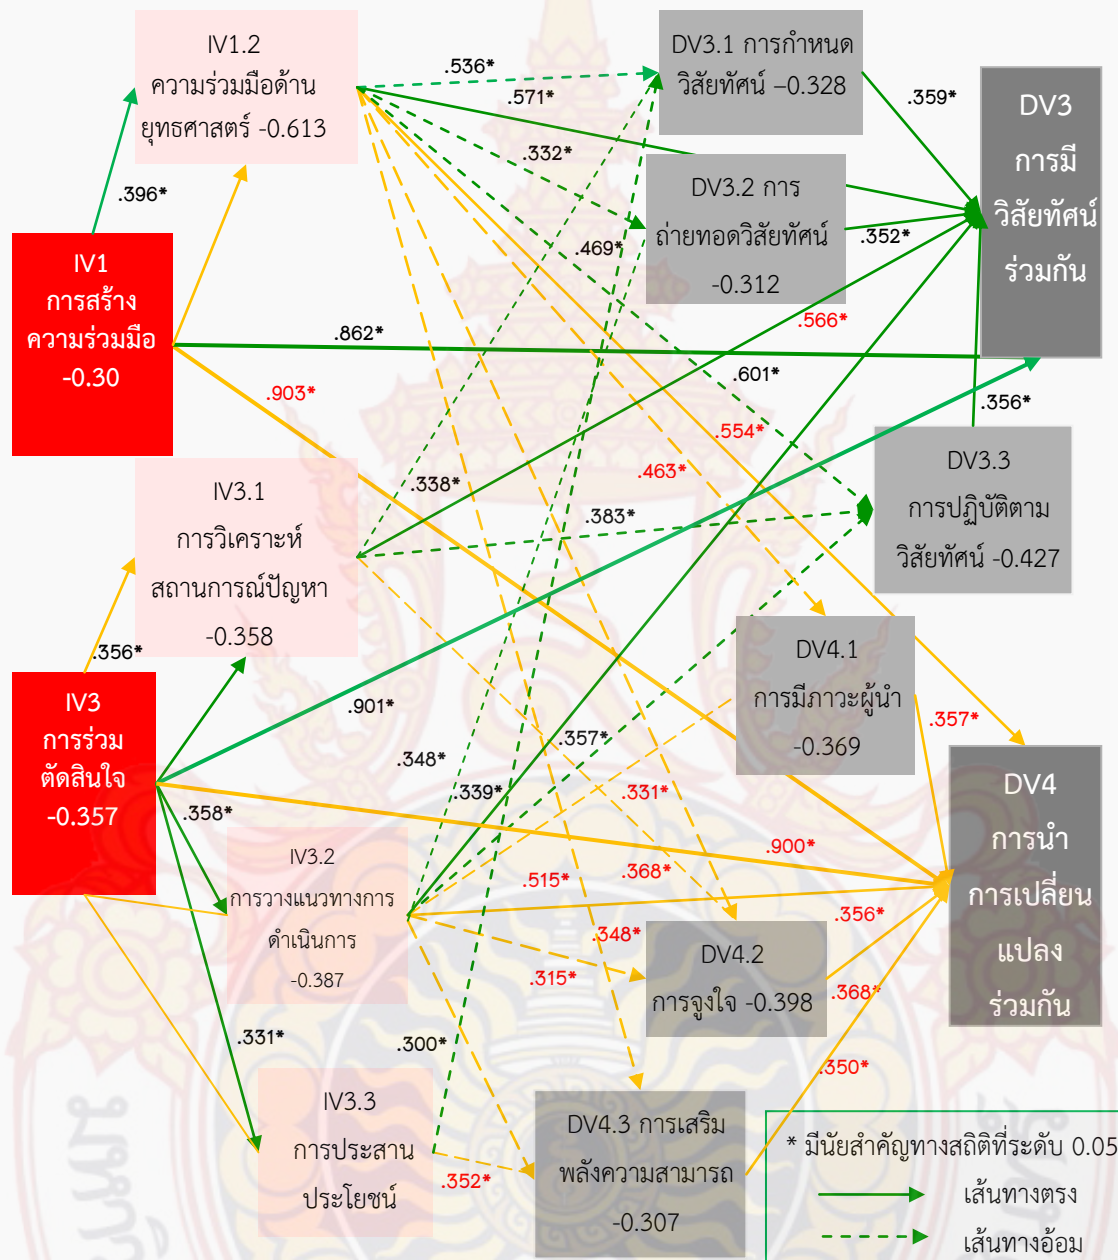 IV1.2
ความร่วมมือด้าน
ยุทธศาสตร์ -0.613
DV3.1 การกำหนด
วิสัยทัศน์ –0.328
DV3
การมี
วิสัยทัศน์
ร่วมกัน
.536*
.571*
.359*
.332*
.396*
DV3.2 การ
ถ่ายทอดวิสัยทัศน์
-0.312
.352*
.469*
IV1
การสร้าง
ความร่วมมือ
-0.30
.566*
.862*
.903*
.601*
.356*
.554*
.463*
DV3.3
การปฏิบัติตาม
วิสัยทัศน์ -0.427
IV3.1
การวิเคราะห์
สถานการณ์ปัญหา
-0.358
.338*
.383*
.356*
DV4.1
การมีภาวะผู้นำ
-0.369
IV3
การร่วม
ตัดสินใจ
-0.357
.901*
.357*
.357*
.348*
.339*
.331*
DV4
การนำ
การเปลี่ยน
แปลง
ร่วมกัน
.358*
IV3.2
การวางแนวทางการ
ดำเนินการ
-0.387
.900*
.368*
.515*
.356*
.348*
.315*
DV4.2
การจูงใจ -0.398
.368*
.331*
.300*
.350*
IV3.3
การประสาน
ประโยชน์
.352*
DV4.3 การเสริม
พลังความสามารถ
-0.307
* มีนัยสำคัญทางสถิติที่ระดับ 0.05
เส้นทางตรง
เส้นทางอ้อม